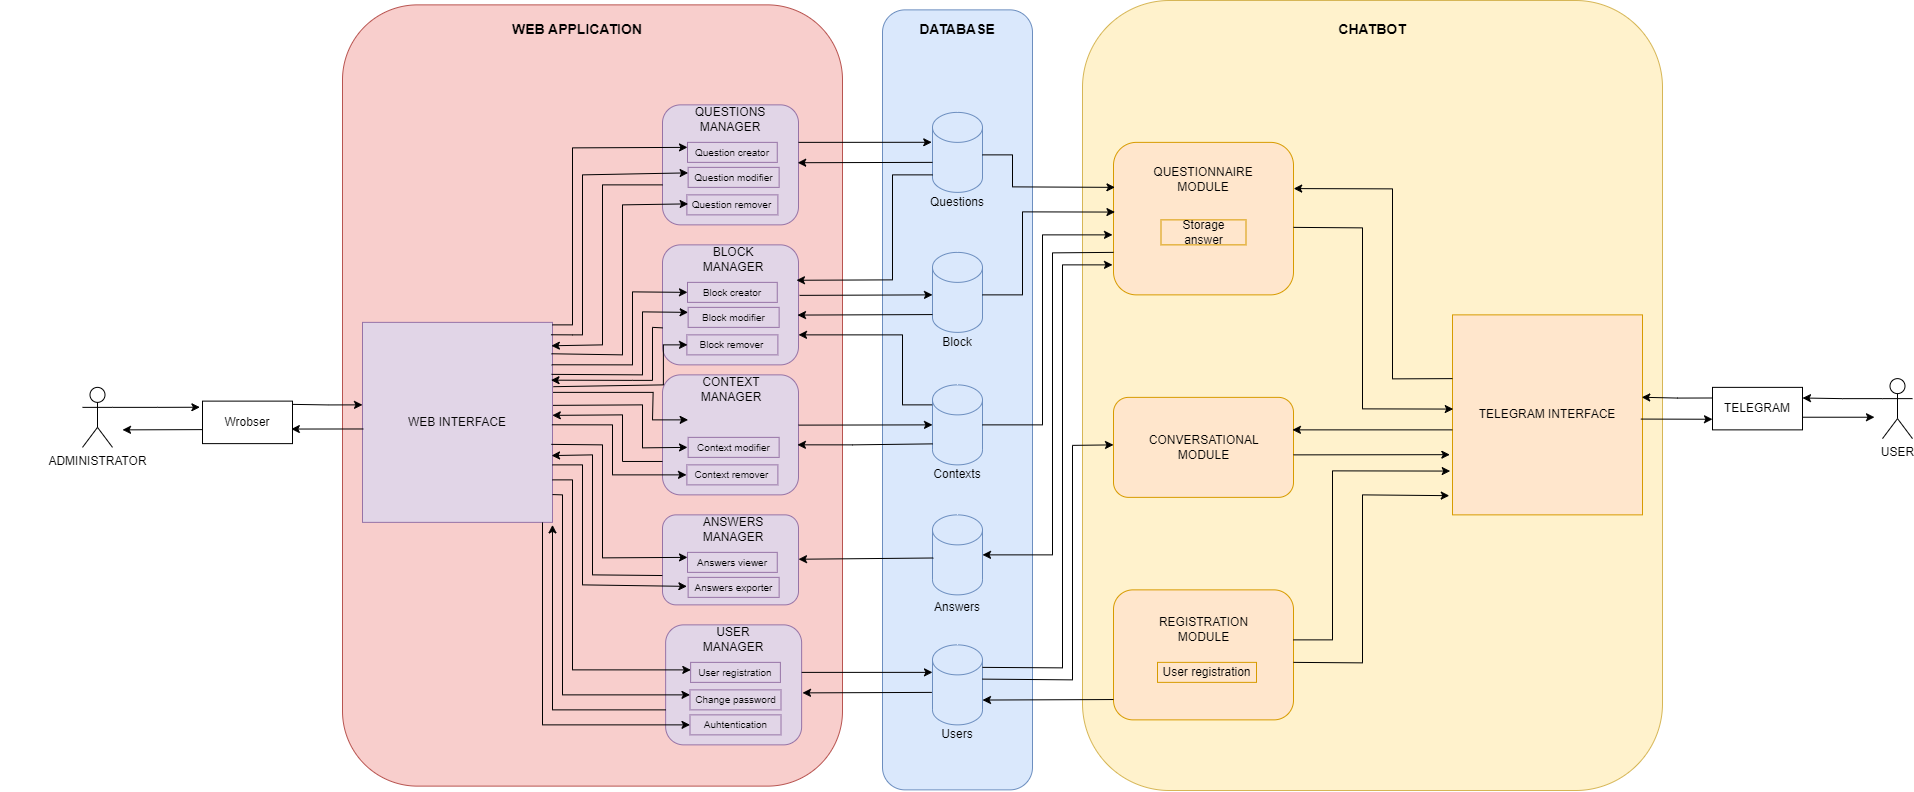 WEB APPLICATION
DATABASE
CHATBOT
QUESTIONS
MANAGER
Question creator
Question modifier
Question remover
BLOCK
MANAGER
Block creator
Block modifier
Block remover
CONTEXT
MANAGER
Context modifier
Context remover
ANSWERS
MANAGER
Answers viewer
Answers exporter
USER
MANAGER
User registration
Change password
Auhtentication
WEB INTERFACE
Wrobser
ADMINISTRATOR
Questions
Block
Contexts
Answers
Users
QUESTIONNAIRE
MODULE
Storage
answer
CONVERSATIONAL
MODULE
REGISTRATION
MODULE
User registration
TELEGRAM INTERFACE
TELEGRAM
USER